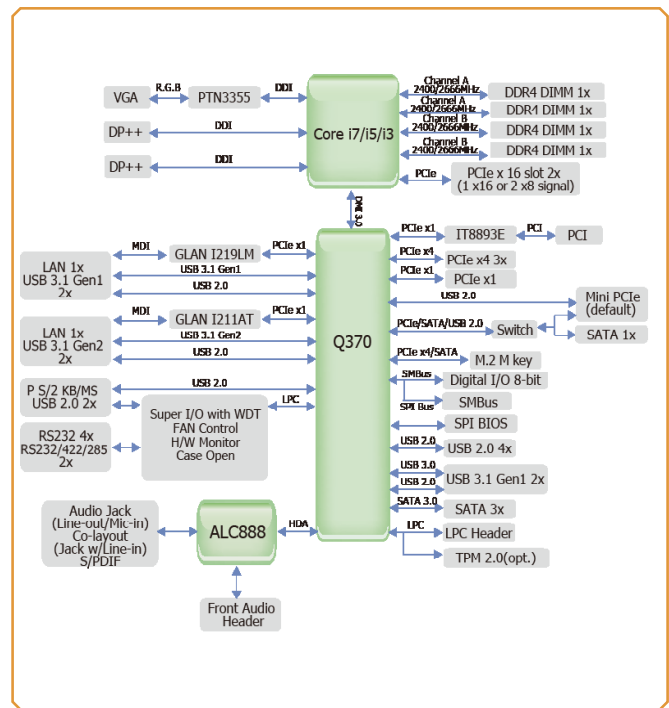 VGA
R.G.B
PTN3355
DDI
DP++
DDI
DP++
DDI
Core i7/i5/i3
Channel A
2400/2666MHz
DDR4 DIMM 1x
Channel A
2400/2666MHz
DDR4 DIMM 1x
Channel B
2400/2666MHz
DDR4 DIMM 1x
Channel B
2400/2666MHz
DDR4 DIMM 1x
PCIe
PCIe x 16 slot 2x
(1 x16 or 2 x8 signal)
DMI 3.0
Q370
LAN 1x
USB 3.1 Gen1
2x
MDI
GLAN I219LM
PCIe x1
USB 3.1 Gen1
USB 2.0
LAN 1x
USB 3.1 Gen2
2x
MDI
GLAN I211AT
PCIe x1
USB 3.1 Gen2
USB 2.0
P S/2 KB/MS
USB 2.0 2x
USB 2.0
Super I/O with WDT
FAN Control
H/W Monitor
Case Open
LPC
RS232 4x
RS232/422/285
2x
Audio Jack
(Line-out/Mic-in)
Co-layout
(Jack w/Line-in)
S/PDIF
ALC888
HDA
Front Audio
Header
PCIe x1
IT8893E
PCI
PCI
PCIe x4
PCIe x4 3x
PCIe x1
PCIe x1
USB 2.0
Mini PCIe
(default)
PCIe/SATA/USB 2.0
Switch
SATA 1x
PCIe x4/SATA
M.2 M key
SMBus
Digital I/O 8-bit
SMBus
SPI Bus
SPI BIOS
USB 2.0
USB 2.0 4x
USB 3.0
USB 2.0
USB 3.1 Gen1 2x
SATA 3.0
SATA 3x
LPC
LPC Header
TPM 2.0(opt.)